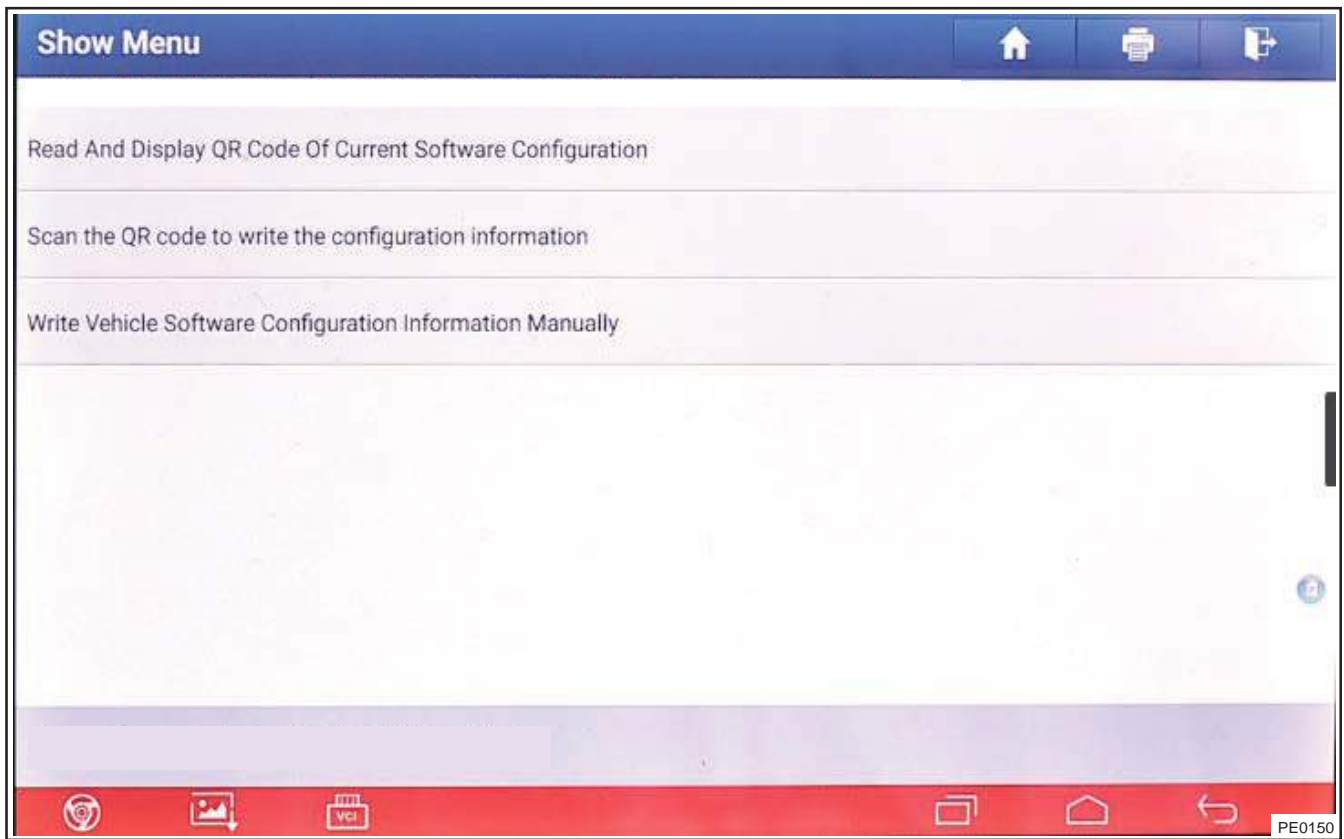 Show Menu
Read And Display QR Code Of Current Software Configuration
Scan the QR code to write the configuration information
Write Vehicle Software Configuration Information Manually
VCI
PE0150